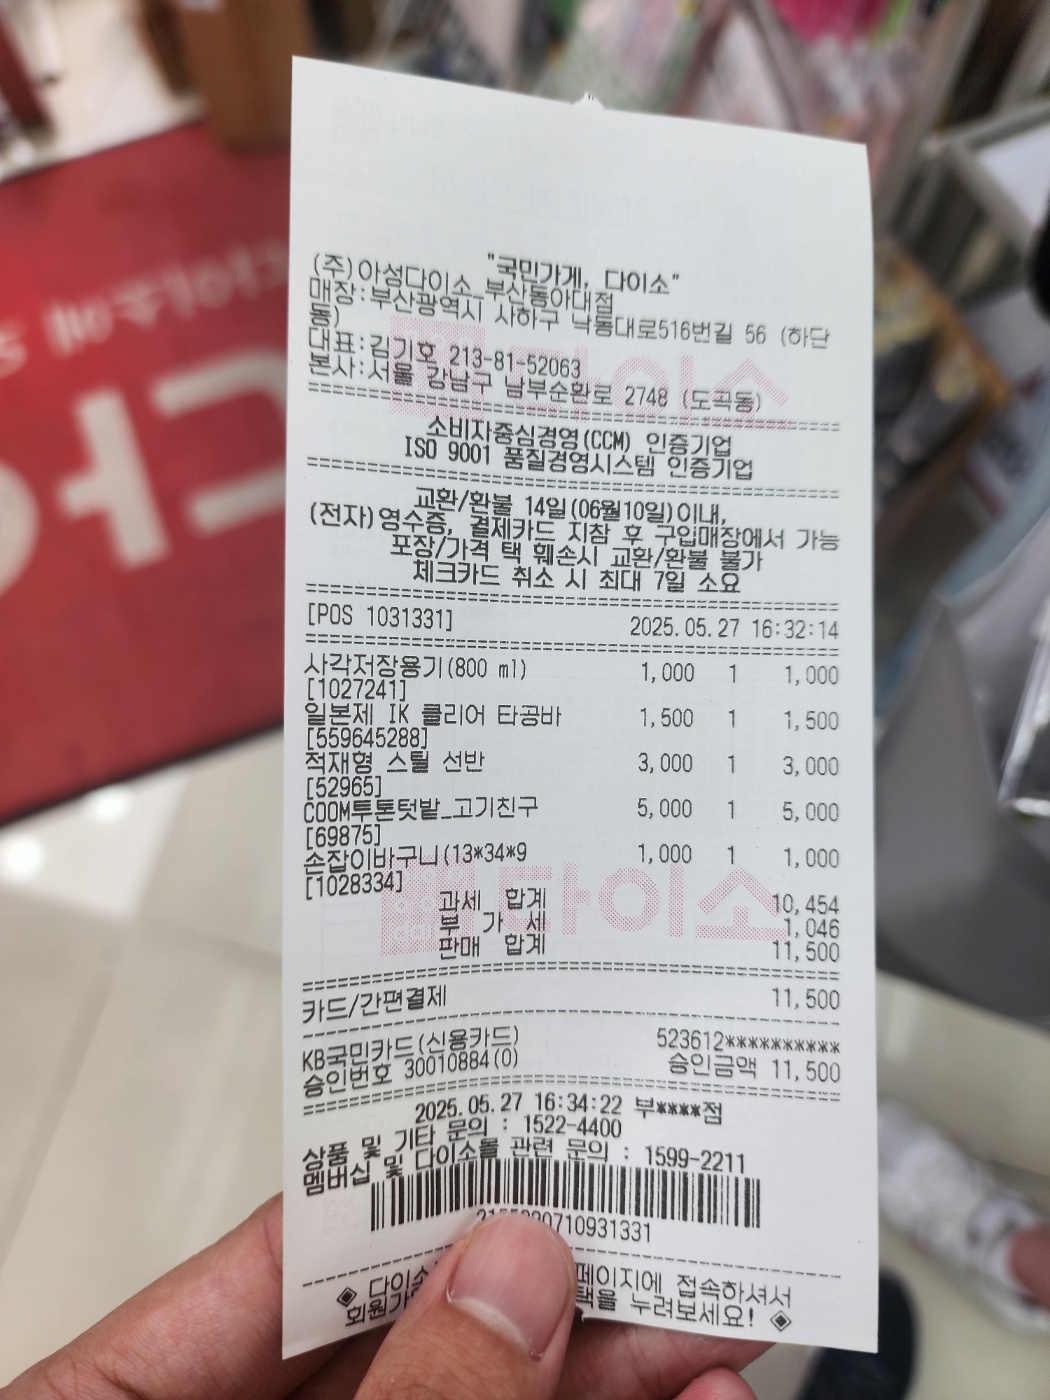 "국민가게, 다이소"
(주)아성다이소_부산동아대점
매장:부산광역시 사하구 낙동대로516번길 56 (하단
동)
대표:김기호 213-81-52063
본사:서울 강남구 남부순환로 2748 (도곡동)
소비자중심경영(CCM) 인증기업
ISO 9001 품질경영시스템 인증기업
교환/환불 14일(06월10일)이내,
(전자)영수증, 결제카드 지참 후 구입매장에서 가능
포장/가격 택 훼손시 교환/환불 불가
체크카드 취소 시 최대 7일 소요
[POS 1031331] 2025.05.27 16:32:14
사각저장용기(800 ml) 1,000 1 1,000
[1027241]
일본제 IK 클리어 타공바 1,500 1 1,500
[559645288]
적재형 스틸 선반 3,000 1 3,000
[52965]
COOM투톤텃밭_고기친구 5,000 1 5,000
[69875]
손잡이바구니(13*34*9 1,000 1 1,000
[1028334]
과세 합계 10,454
부 가 세 1,046
판매 합계 11,500
카드/간편결제 11,500
KB국민카드(신용카드) 523612**********
승인번호 30010884(0) 승인금액 11,500
2025.05.27 16:34:22 부****점
상품 및 기타 문의 : 1522-4400
멤버십 및 다이소몰 관련 문의 : 1599-2211
0710931331
◈ 다이소 페이지에 접속하셔서
회원가 택을 누려보세요! ◈
다이소
다이소